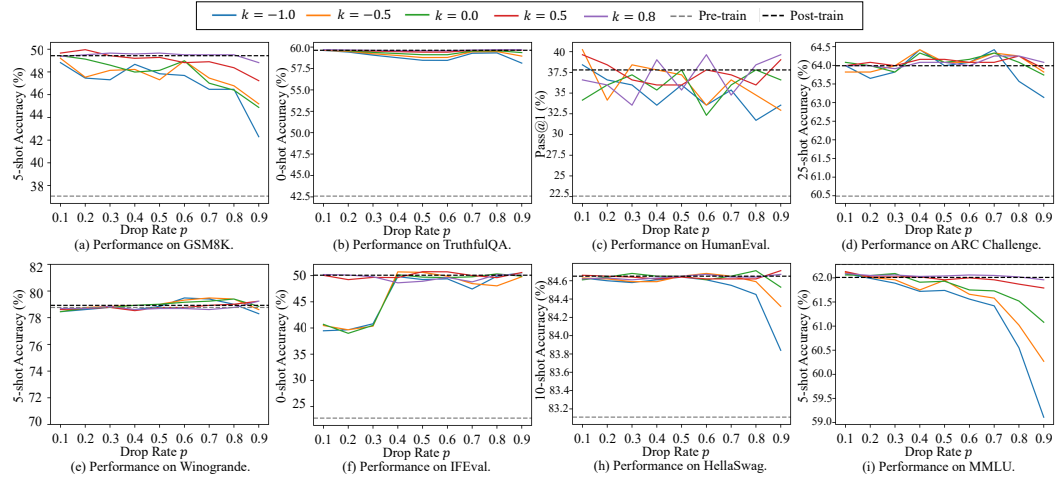 k = −1.0 k = −0.5 k = 0.0 k = 0.5 k = 0.8 Pre-train Post-train
5-shot Accuracy (%)
50
48
46
44
42
40
38
0.1 0.2 0.3 0.4 0.5 0.6 0.7 0.8 0.9
Drop Rate p
(a) Performance on GSM8K.
0-shot Accuracy (%)
60.0
57.5
55.0
52.5
50.0
47.5
45.0
42.5
0.1 0.2 0.3 0.4 0.5 0.6 0.7 0.8 0.9
Drop Rate p
(b) Performance on TruthfulQA.
Pass@1 (%)
40
37.5
35
32.5
30
27.5
25
22.5
0.1 0.2 0.3 0.4 0.5 0.6 0.7 0.8 0.9
Drop Rate p
(c) Performance on HumanEval.
25-shot Accuracy (%)
64.5
64.0
63.5
63.0
62.5
62.0
61.5
61.0
60.5
0.1 0.2 0.3 0.4 0.5 0.6 0.7 0.8 0.9
Drop Rate p
(d) Performance on ARC Challenge.
5-shot Accuracy (%)
82
80
78
76
74
72
70
0.1 0.2 0.3 0.4 0.5 0.6 0.7 0.8 0.9
Drop Rate p
(e) Performance on Winogrande.
0-shot Accuracy (%)
50
45
40
35
30
25
0.1 0.2 0.3 0.4 0.5 0.6 0.7 0.8 0.9
Drop Rate p
(f) Performance on IFEval.
10-shot Accuracy (%)
84.6
84.4
84.2
84.0
83.8
83.6
83.4
83.2
0.1 0.2 0.3 0.4 0.5 0.6 0.7 0.8 0.9
Drop Rate p
(h) Performance on HellaSwag.
5-shot Accuracy (%)
62.0
61.5
61.0
60.5
60.0
59.5
59.0
0.1 0.2 0.3 0.4 0.5 0.6 0.7 0.8 0.9
Drop Rate p
(i) Performance on MMLU.